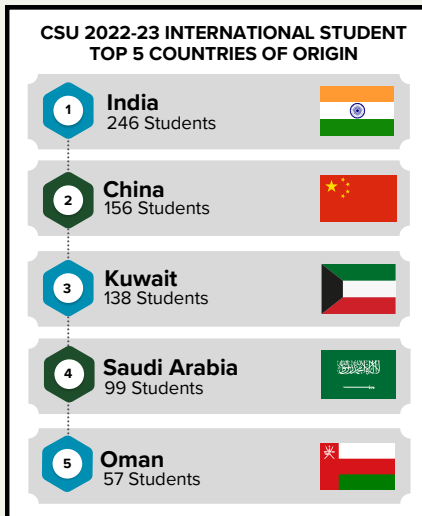 CSU 2022-23 INTERNATIONAL STUDENT
TOP 5 COUNTRIES OF ORIGIN
1
India
246 Students
2
China
156 Students
3
Kuwait
138 Students
4
Saudi Arabia
99 Students
5
Oman
57 Students